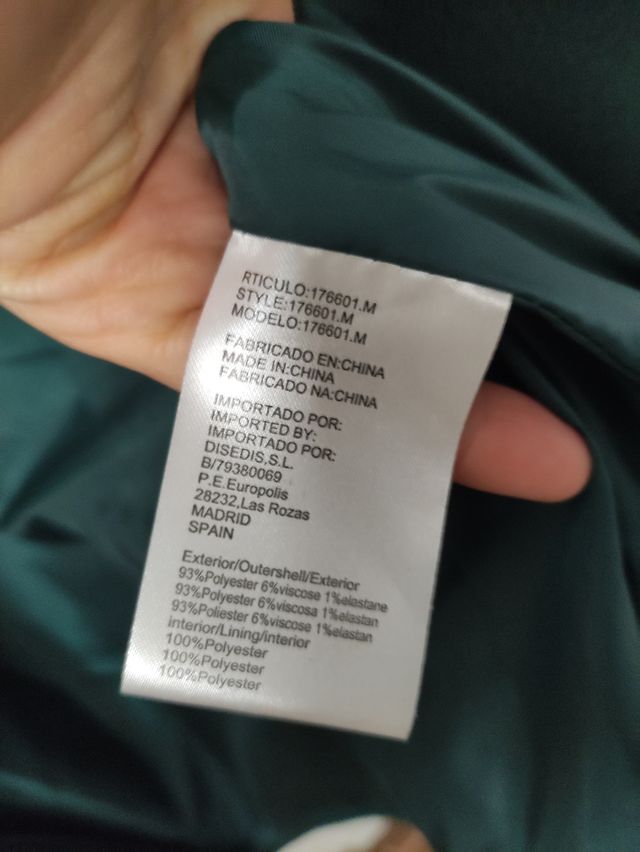 RTICULO:176601.M
STYLE:176601.M
MODELO:176601.M
FABRICADO EN:CHINA
MADE IN:CHINA
FABRICADO NA:CHINA
IMPORTADO POR:
IMPORTED BY:
IMPORTADO POR:
DISEDIS,S.L.
B/79380069
P.E.Europolis
28232,Las Rozas
MADRID
SPAIN
Exterior/Outershell/Exterior
93%Polyester 6%viscose 1%elastane
93%Polyester 6%viscosa 1%elastan
93%Poliester 6%viscose 1%elastan
interior/Lining/interior
100%Polyester
100%Polyester
100%Polyester